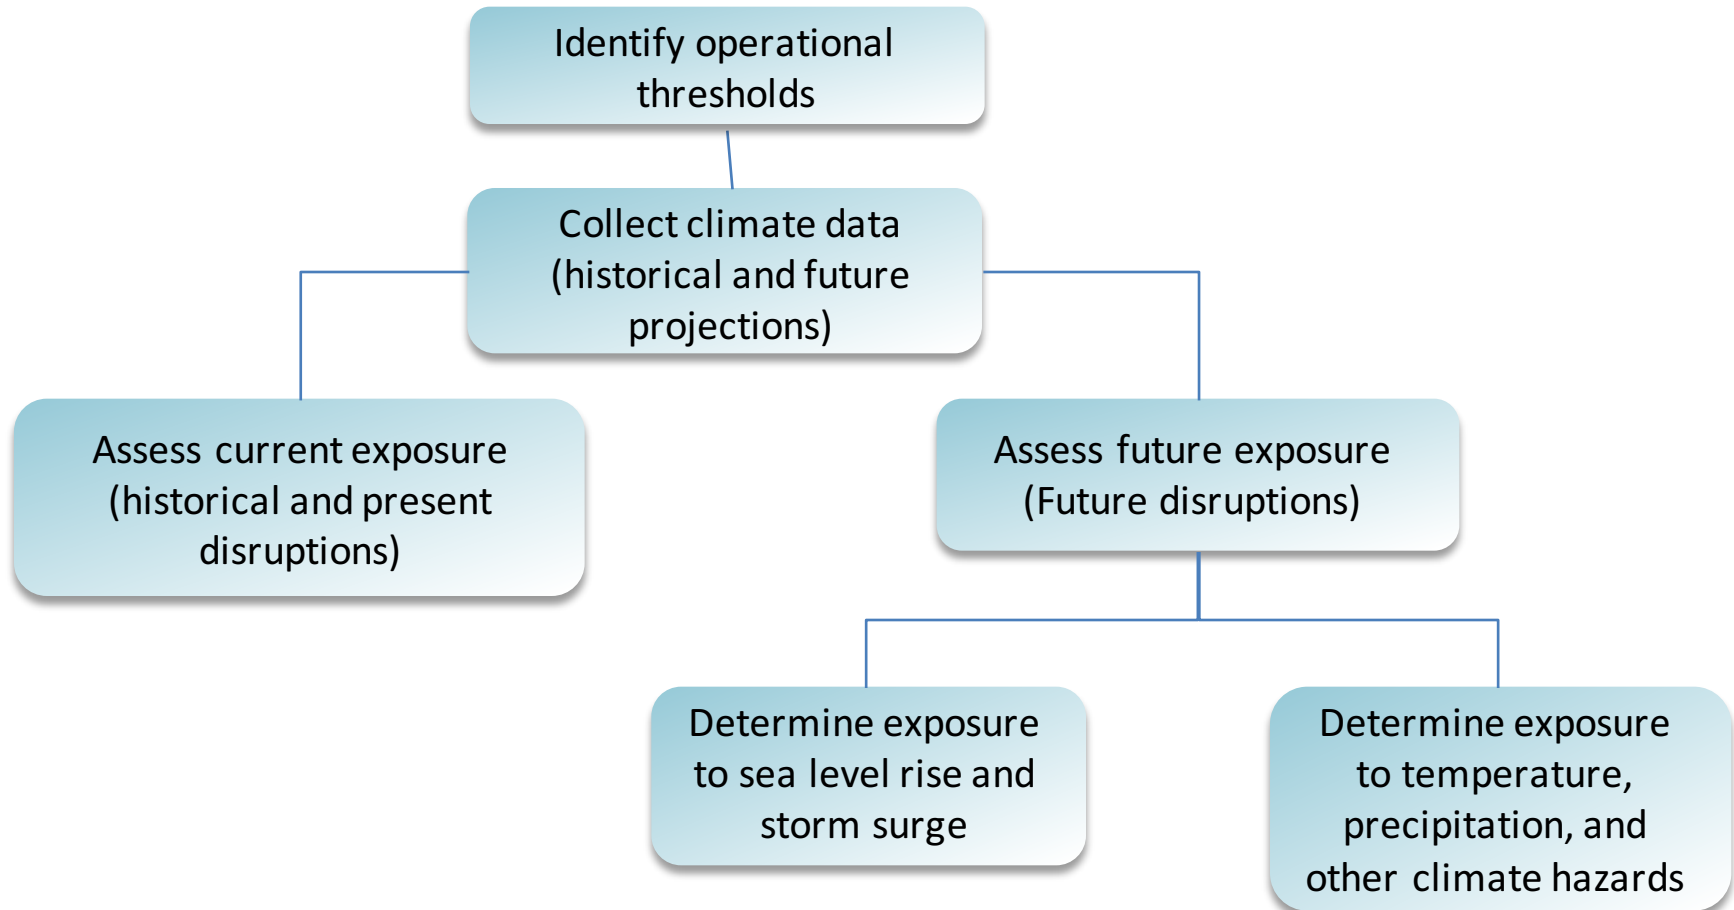 Identify operational
thresholds
Collect climate data
(historical and future
projections)
Assess current exposure
(historical and present
disruptions)
Assess future exposure
(Future disruptions)
Determine exposure
to sea level rise and
storm surge
Determine exposure
to temperature,
precipitation, and
other climate hazards